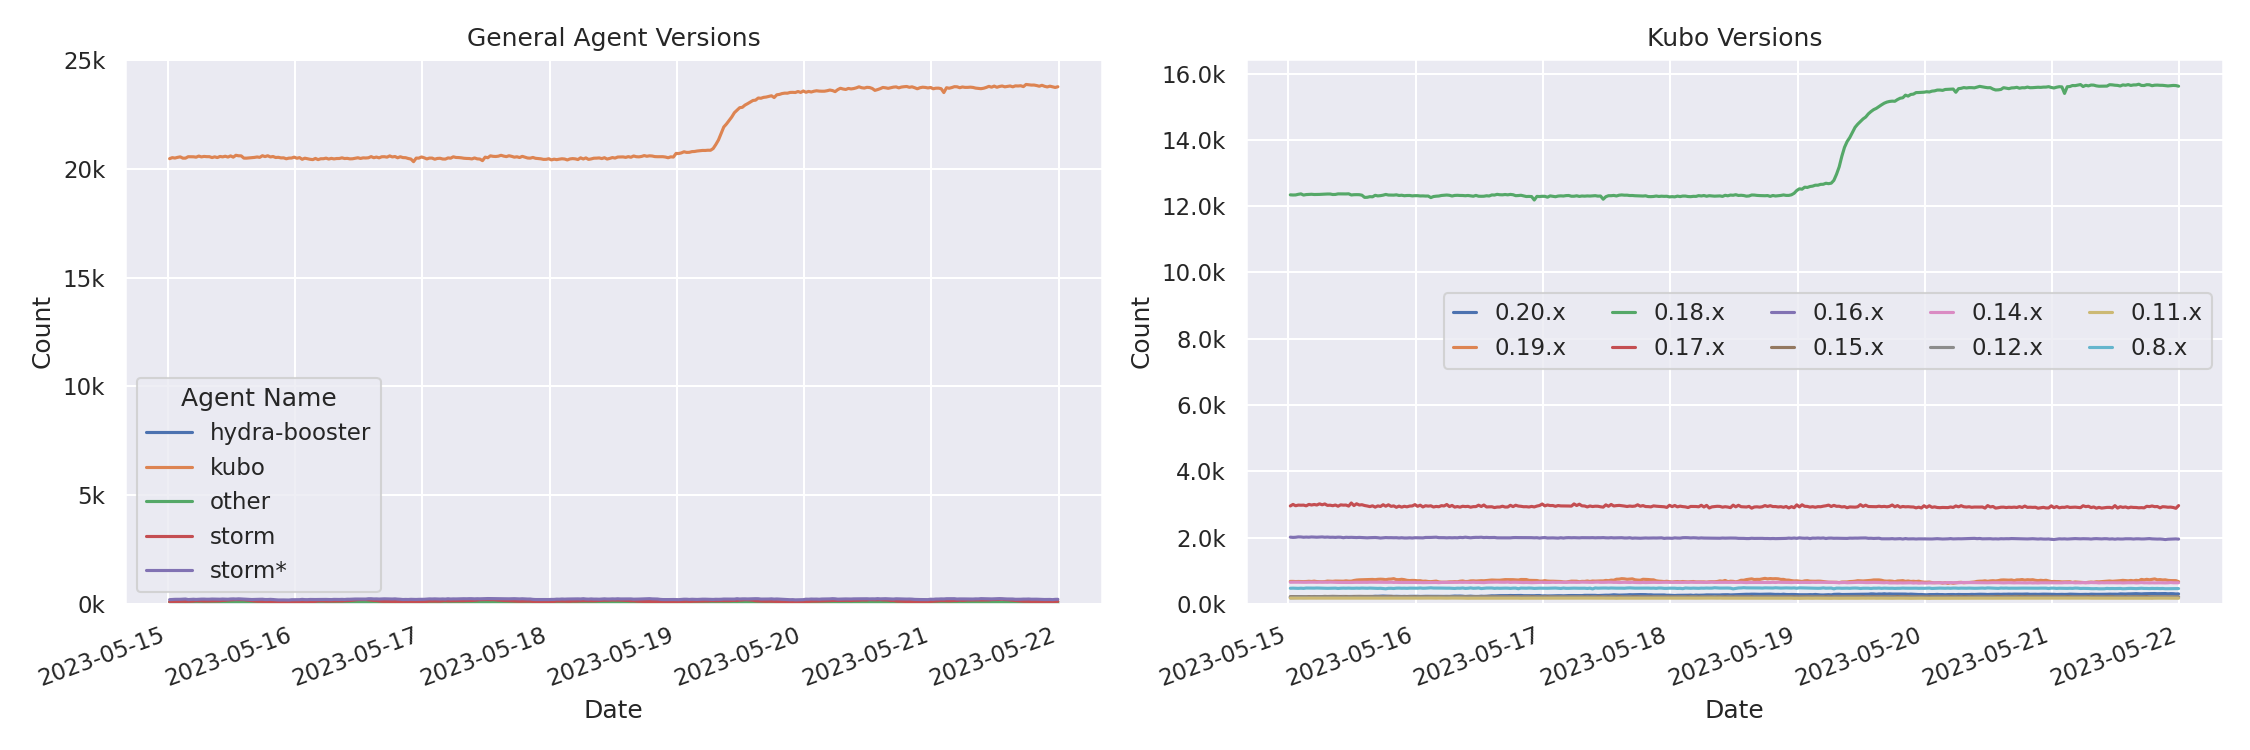 General Agent Versions
25k
20k
15k
10k
5k
0k
Count
Agent Name
hydra-booster
kubo
other
storm
storm*
2023-05-15
2023-05-16
2023-05-17
2023-05-18
2023-05-19
2023-05-20
2023-05-21
2023-05-22
Date
Kubo Versions
16.0k
14.0k
12.0k
10.0k
8.0k
6.0k
4.0k
2.0k
0.0k
Count
0.20.x 0.18.x 0.16.x 0.14.x 0.11.x
0.19.x 0.17.x 0.15.x 0.12.x 0.8.x
2023-05-15
2023-05-16
2023-05-17
2023-05-18
2023-05-19
2023-05-20
2023-05-21
2023-05-22
Date